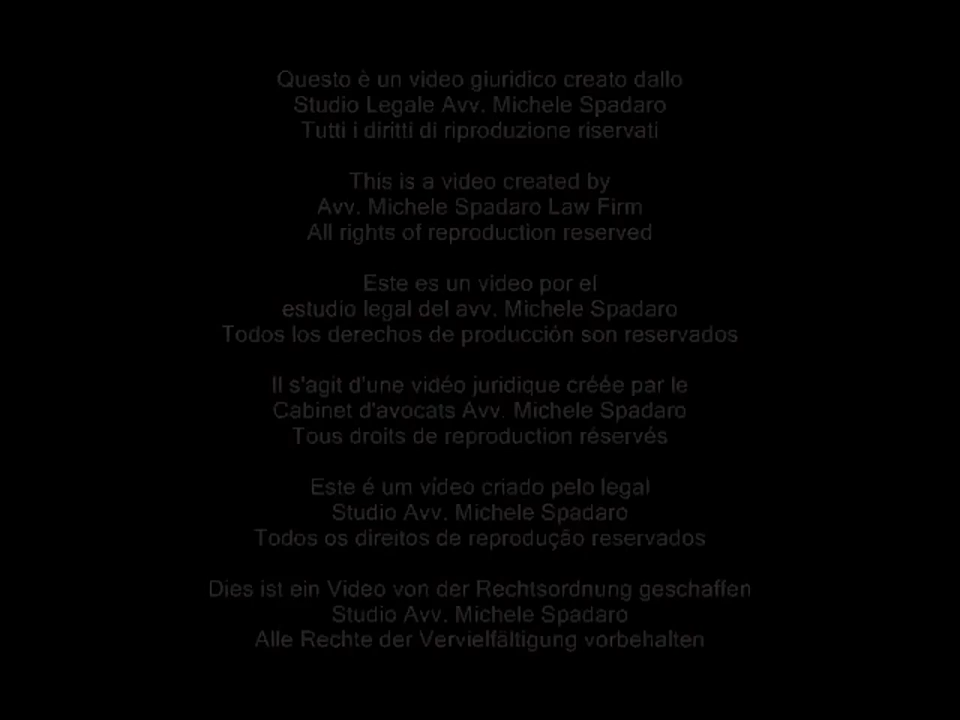 Questo è un video giuridico creato dallo
Studio Legale Avv. Michele Spadaro
Tutti i diritti di riproduzione riservati
This is a video created by
Avv. Michele Spadaro Law Firm
All rights of reproduction reserved
Este es un video por el
estudio legal del avv. Michele Spadaro
Todos los derechos de producción son reservados
Il s'agit d'une vidéo juridique créée par le
Cabinet d'avocats Avv. Michele Spadaro
Tous droits de reproduction réservés
Este é um vídeo criado pelo legal
Studio Avv. Michele Spadaro
Todos os direitos de reprodução reservados
Dies ist ein Video von der Rechtsordnung geschaffen
Studio Avv. Michele Spadaro
Alle Rechte der Vervielfältigung vorbehalten